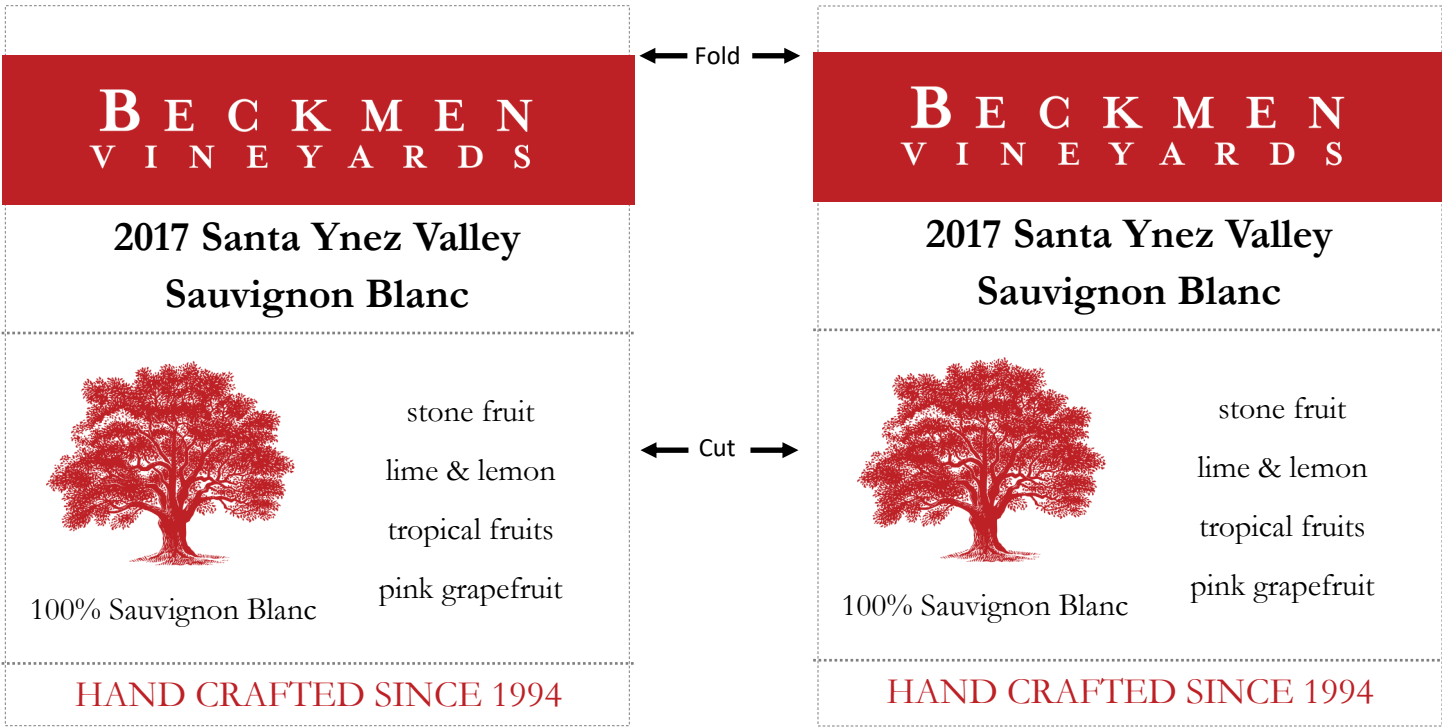 BECKMEN
VINEYARDS
2017 Santa Ynez Valley
Sauvignon Blanc
stone fruit
lime & lemon
tropical fruits
pink grapefruit
100% Sauvignon Blanc
HAND CRAFTED SINCE 1994
Fold
Cut
BECKMEN
VINEYARDS
2017 Santa Ynez Valley
Sauvignon Blanc
stone fruit
lime & lemon
tropical fruits
pink grapefruit
100% Sauvignon Blanc
HAND CRAFTED SINCE 1994